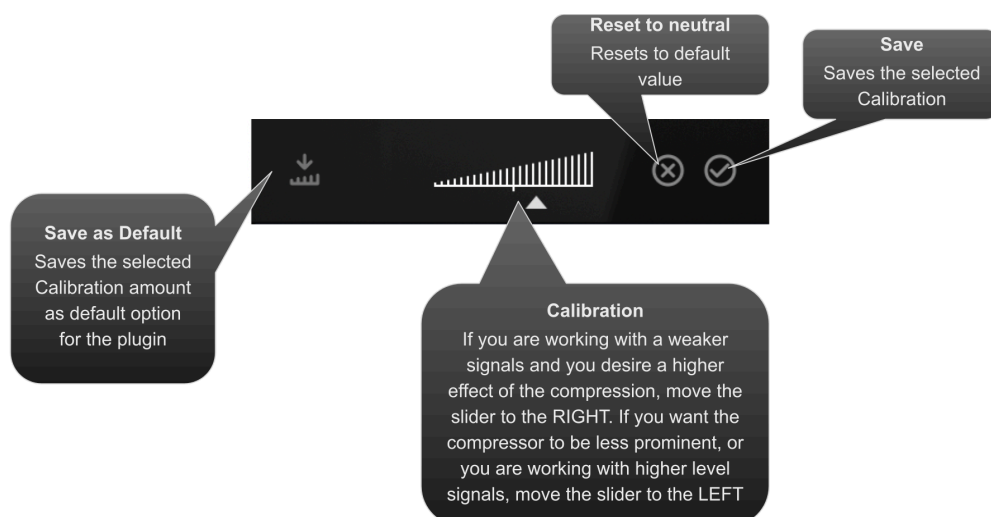 Reset to neutral
Resets to default
value
Save
Saves the selected
Calibration
Save as Default
Saves the selected
Calibration amount
as default option
for the plugin
Calibration
If you are working with a weaker
signals and you desire a higher
effect of the compression, move the
slider to the RIGHT. If you want the
compressor to be less prominent, or
you are working with higher level
signals, move the slider to the LEFT